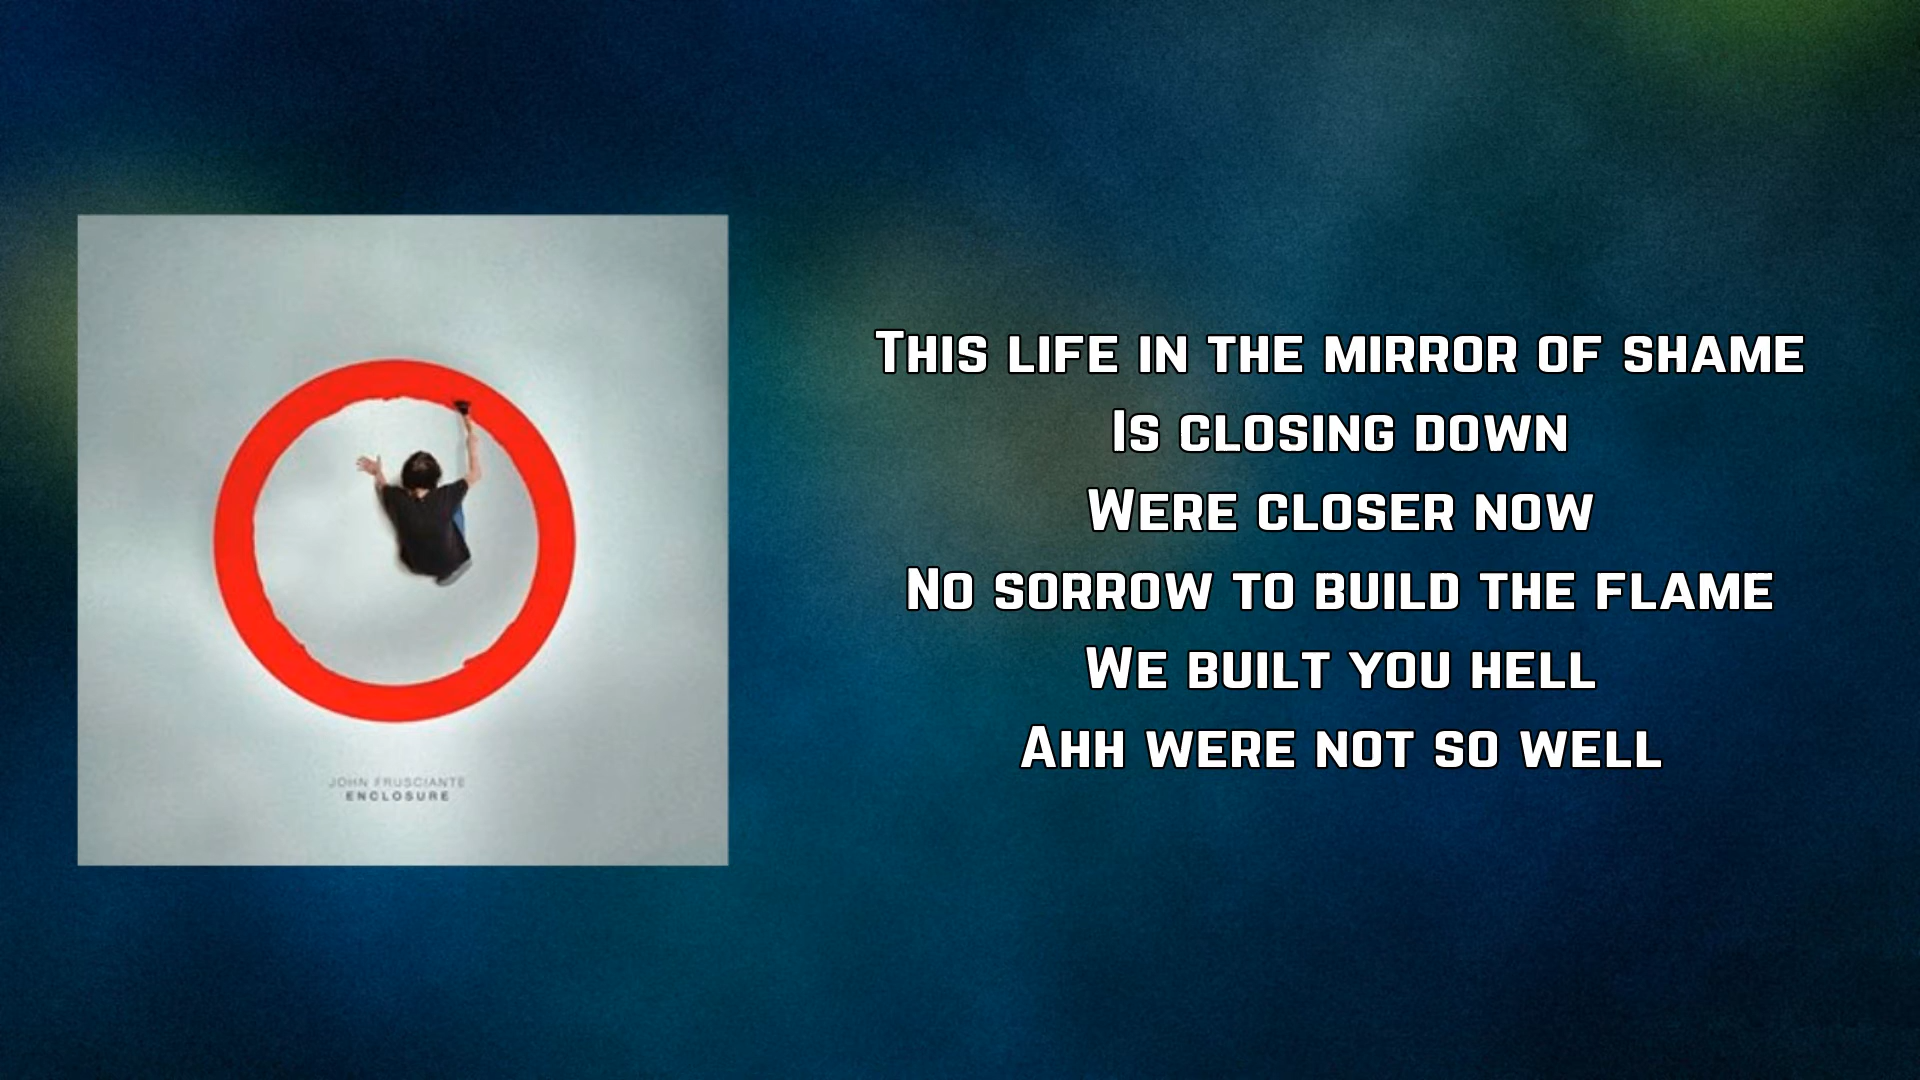 This life in the mirror of shame
Is closing down
Were closer now
No sorrow to build the flame
We built you hell
Ahh were not so well
JOHN FRUSCIANTE
ENCLOSURE